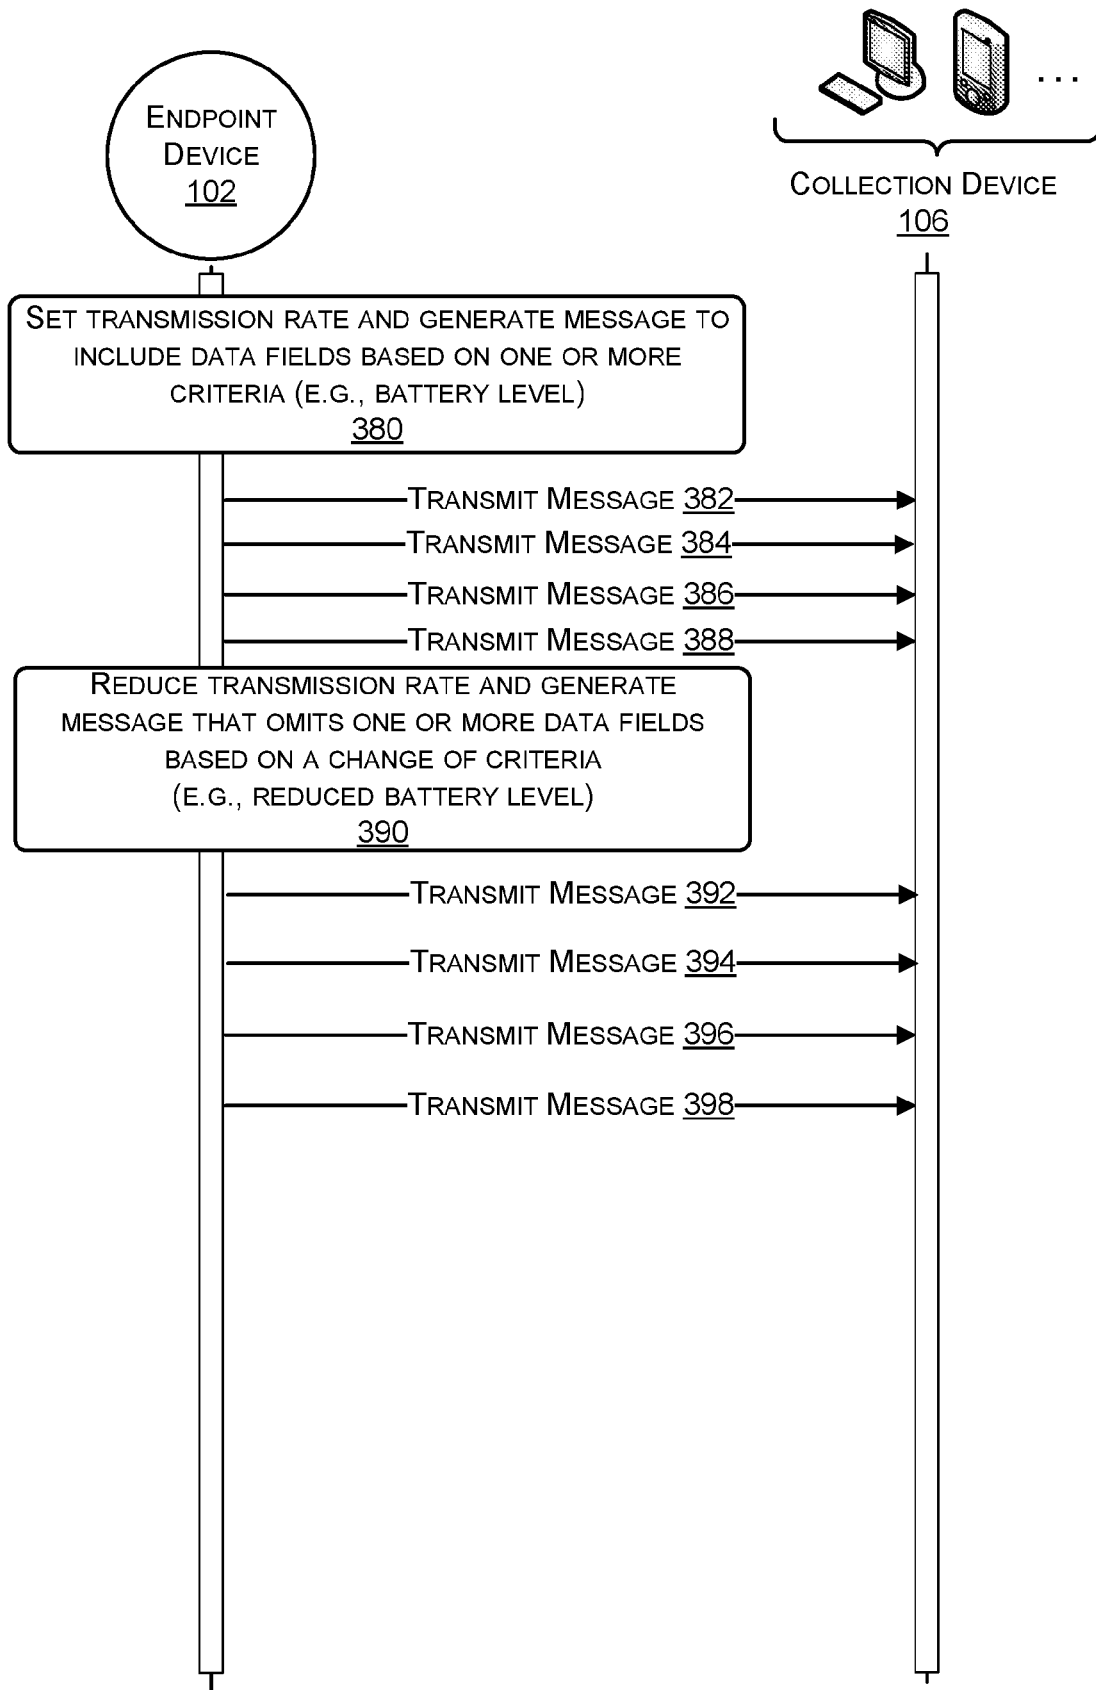 ENDPOINT
DEVICE
102
...
COLLECTION DEVICE
106
SET TRANSMISSION RATE AND GENERATE MESSAGE TO
INCLUDE DATA FIELDS BASED ON ONE OR MORE
CRITERIA (E.G., BATTERY LEVEL)
380
TRANSMIT MESSAGE 382
TRANSMIT MESSAGE 384
TRANSMIT MESSAGE 386
TRANSMIT MESSAGE 388
REDUCE TRANSMISSION RATE AND GENERATE
MESSAGE THAT OMITS ONE OR MORE DATA FIELDS
BASED ON A CHANGE OF CRITERIA
(E.G., REDUCED BATTERY LEVEL)
390
TRANSMIT MESSAGE 392
TRANSMIT MESSAGE 394
TRANSMIT MESSAGE 396
TRANSMIT MESSAGE 398